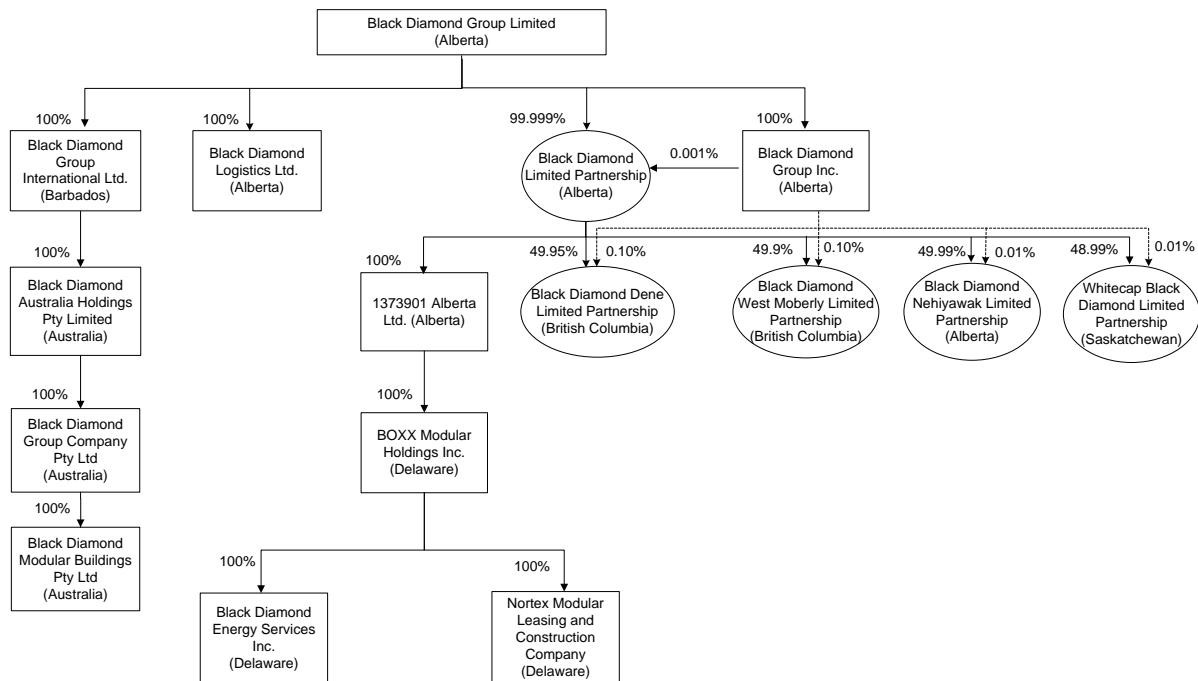 Black Diamond Group Limited
(Alberta)
100%
100%
99.999%
100%
Black Diamond
Group
International Ltd.
(Barbados)
Black Diamond
Logistics Ltd.
(Alberta)
Black Diamond
Limited Partnership
(Alberta)
0.001%
Black Diamond
Group Inc.
(Alberta)
100%
100%
49.95%
0.10%
49.9%
0.10%
49.99%
0.01%
48.99%
0.01%
Black Diamond
Australia Holdings
Pty Limited
(Australia)
1373901 Alberta
Ltd. (Alberta)
Black Diamond Dene
Limited Partnership
(British Columbia)
Black Diamond
West Moberly Limited
Partnership
(British Columbia)
Black Diamond
Nehiyawak Limited
Partnership
(Alberta)
Whitecap Black
Diamond Limited
Partnership
(Saskatchewan)
100%
100%
Black Diamond
Group Company
Pty Ltd
(Australia)
BOXX Modular
Holdings Inc.
(Delaware)
100%
Black Diamond
Modular Buildings
Pty Ltd
(Australia)
100%
100%
Black Diamond
Energy Services
Inc.
(Delaware)
Nortex Modular
Leasing and
Construction
Company
(Delaware)